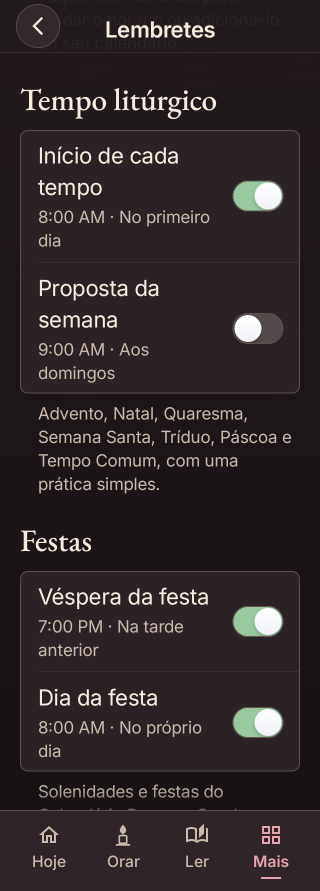 Lembretes
Tempo litúrgico
Início de cada
tempo
8:00 AM · No primeiro
dia
Proposta da
semana
9:00 AM · Aos
domingos
Advento, Natal, Quaresma,
Semana Santa, Tríduo, Páscoa e
Tempo Comum, com uma
prática simples.
Festas
Véspera da festa
7:00 PM · Na tarde
anterior
Dia da festa
8:00 AM · No próprio
dia
Solenidades e festas do
Hoje
Orar
Ler
Mais